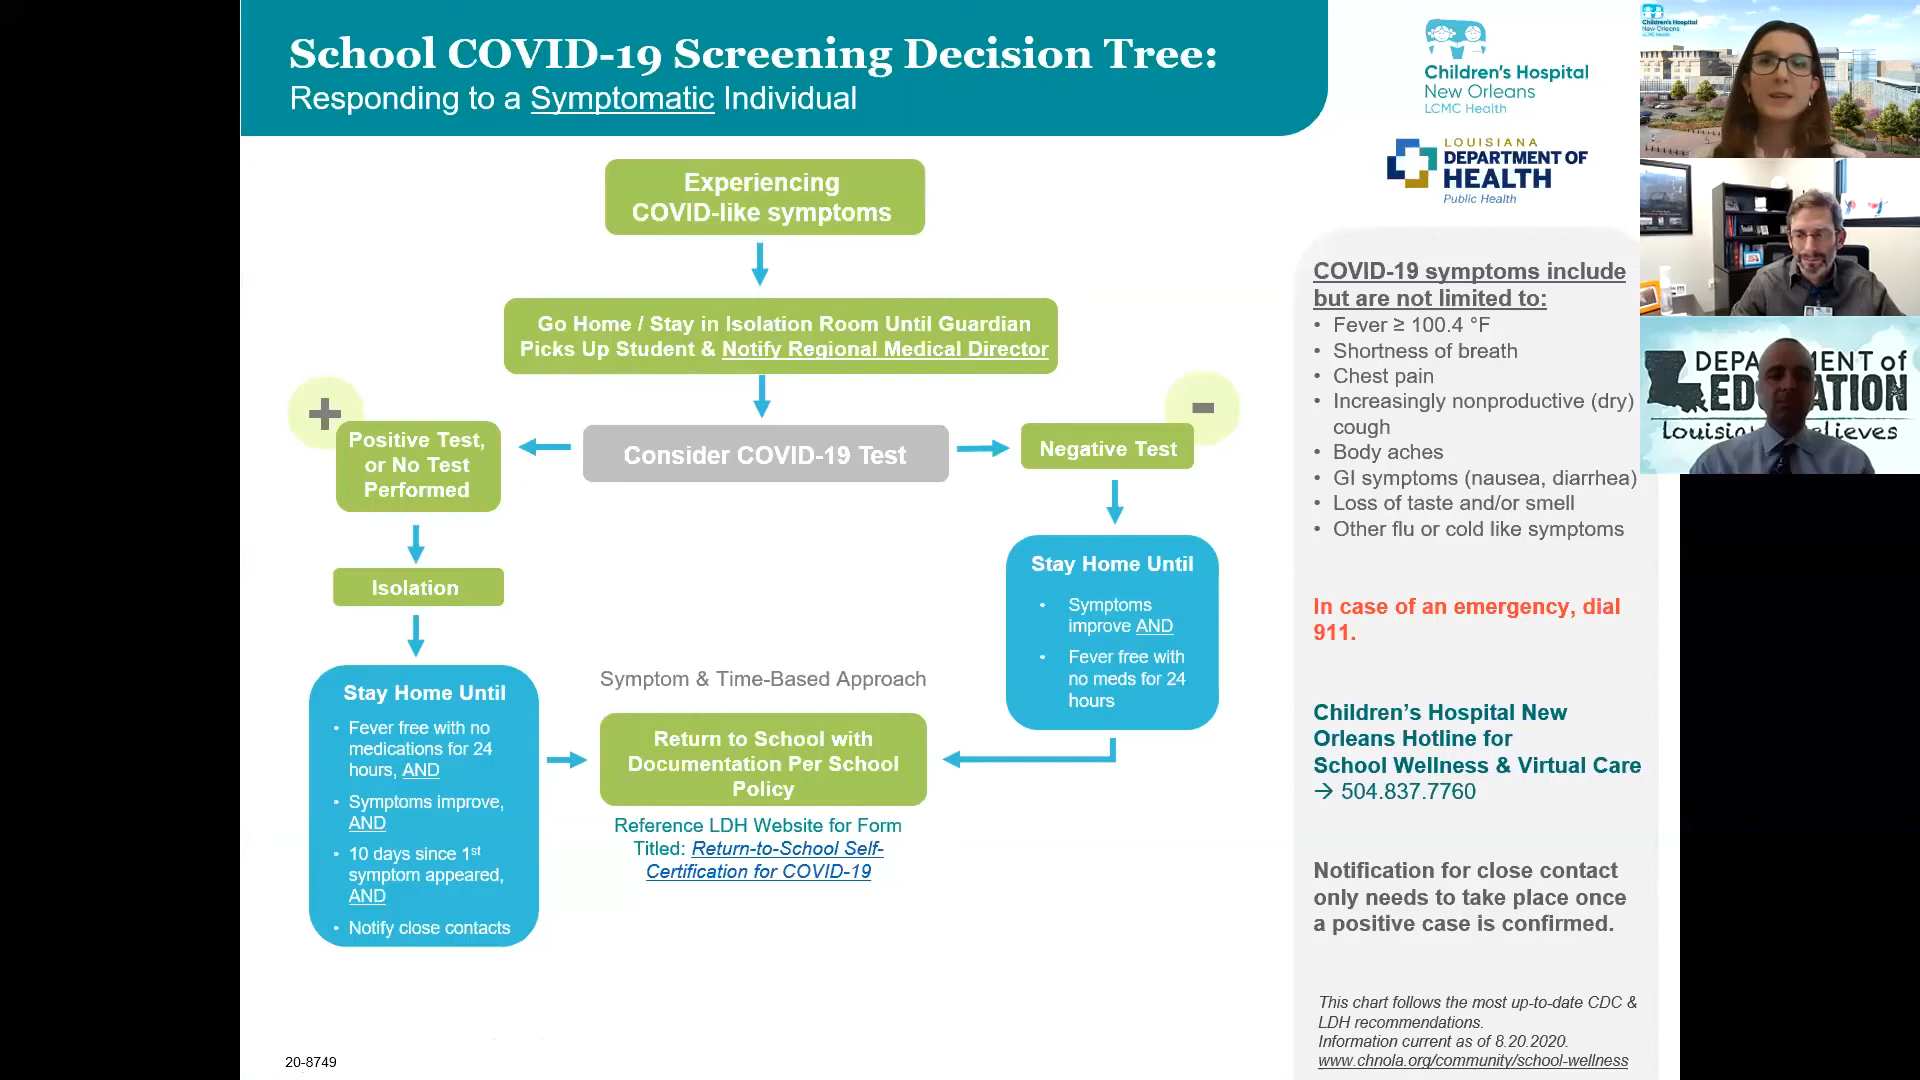 School COVID-19 Screening Decision Tree:
Responding to a Symptomatic Individual
Children's Hospital
New Orleans
LCMC Health
LOUISIANA
DEPARTMENT OF
HEALTH
Public Health
Experiencing
COVID-like symptoms
Go Home / Stay in Isolation Room Until Guardian
Picks Up Student & Notify Regional Medical Director
+
Positive Test,
or No Test
Performed
Consider COVID-19 Test
-
Negative Test
Isolation
Stay Home Until
• Fever free with no
medications for 24
hours, AND
• Symptoms improve,
AND
• 10 days since 1st
symptom appeared,
AND
• Notify close contacts
Stay Home Until
• Symptoms
improve AND
• Fever free with
no meds for 24
hours
Symptom & Time-Based Approach
Return to School with
Documentation Per School
Policy
Reference LDH Website for Form
Titled: Return-to-School Self-
Certification for COVID-19
COVID-19 symptoms include
but are not limited to:
• Fever ≥ 100.4 °F
• Shortness of breath
• Chest pain
• Increasingly nonproductive (dry)
cough
• Body aches
• GI symptoms (nausea, diarrhea)
• Loss of taste and/or smell
• Other flu or cold like symptoms
In case of an emergency, dial
911.
Children's Hospital New
Orleans Hotline for
School Wellness & Virtual Care
→ 504.837.7760
Notification for close contact
only needs to take place once
a positive case is confirmed.
This chart follows the most up-to-date CDC &
LDH recommendations.
Information current as of 8.20.2020.
www.chnola.org/community/school-wellness
20-8749
Children's Hospital
New Orleans
LCMC Health
of